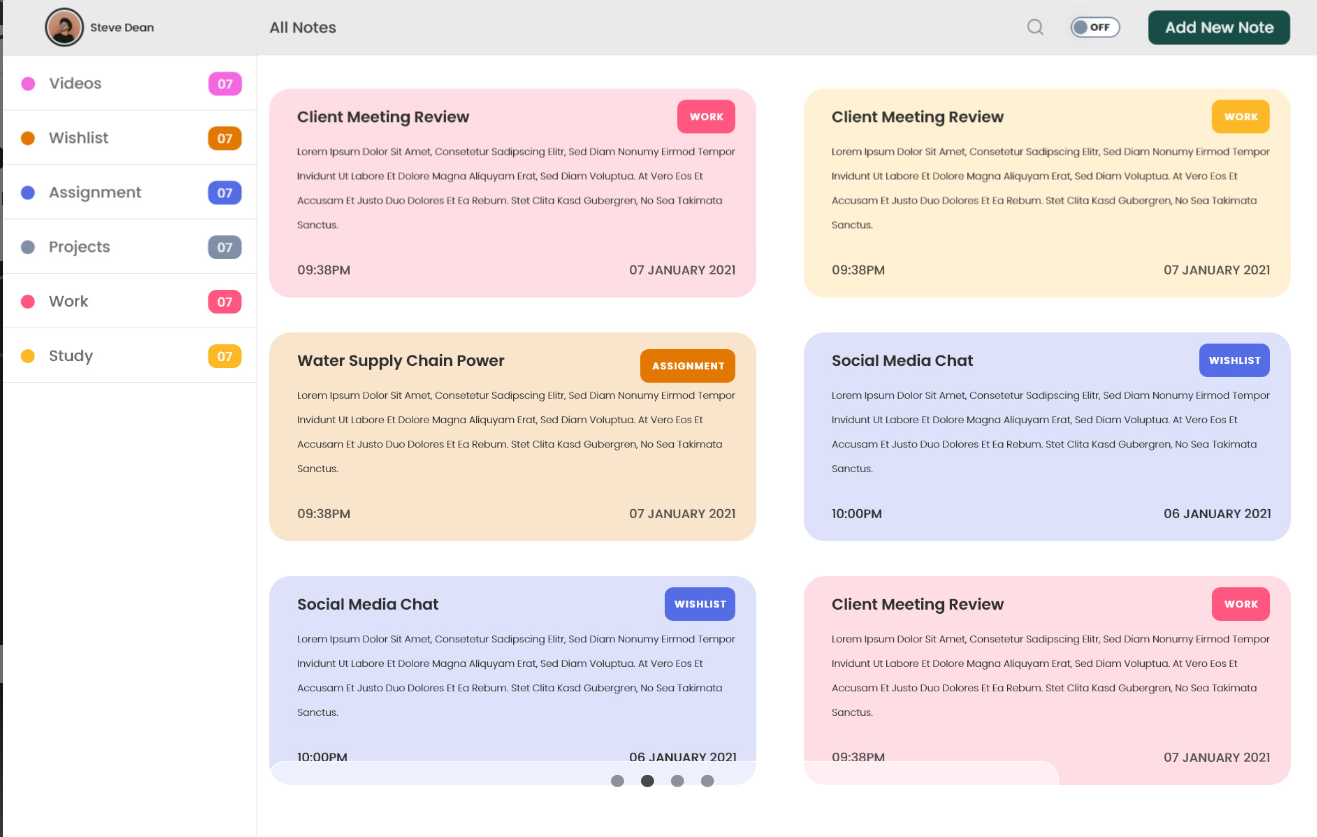 Steve Dean
All Notes
OFF
Add New Note
Videos
07
Wishlist
07
Assignment
07
Projects
07
Work
07
Study
07
Client Meeting Review
WORK
Lorem Ipsum Dolor Sit Amet, Consetetur Sadipscing Elitr, Sed Diam Nonumy Eirmod Tempor
Invidunt Ut Labore Et Dolore Magna Aliquyam Erat, Sed Diam Voluptua. At Vero Eos Et
Accusam Et Justo Duo Dolores Et Ea Rebum. Stet Clita Kasd Gubergren, No Sea Takimata
Sanctus.
09:38PM
07 JANUARY 2021
Client Meeting Review
WORK
Lorem Ipsum Dolor Sit Amet, Consetetur Sadipscing Elitr, Sed Diam Nonumy Eirmod Tempor
Invidunt Ut Labore Et Dolore Magna Aliquyam Erat, Sed Diam Voluptua. At Vero Eos Et
Accusam Et Justo Duo Dolores Et Ea Rebum. Stet Clita Kasd Gubergren, No Sea Takimata
Sanctus.
09:38PM
07 JANUARY 2021
Water Supply Chain Power
ASSIGNMENT
Lorem Ipsum Dolor Sit Amet, Consetetur Sadipscing Elitr, Sed Diam Nonumy Eirmod Tempor
Invidunt Ut Labore Et Dolore Magna Aliquyam Erat, Sed Diam Voluptua. At Vero Eos Et
Accusam Et Justo Duo Dolores Et Ea Rebum. Stet Clita Kasd Gubergren, No Sea Takimata
Sanctus.
09:38PM
07 JANUARY 2021
Social Media Chat
WISHLIST
Lorem Ipsum Dolor Sit Amet, Consetetur Sadipscing Elitr, Sed Diam Nonumy Eirmod Tempor
Invidunt Ut Labore Et Dolore Magna Aliquyam Erat, Sed Diam Voluptua. At Vero Eos Et
Accusam Et Justo Duo Dolores Et Ea Rebum. Stet Clita Kasd Gubergren, No Sea Takimata
Sanctus.
10:00PM
06 JANUARY 2021
Social Media Chat
WISHLIST
Lorem Ipsum Dolor Sit Amet, Consetetur Sadipscing Elitr, Sed Diam Nonumy Eirmod Tempor
Invidunt Ut Labore Et Dolore Magna Aliquyam Erat, Sed Diam Voluptua. At Vero Eos Et
Accusam Et Justo Duo Dolores Et Ea Rebum. Stet Clita Kasd Gubergren, No Sea Takimata
Sanctus.
10:00PM
06 JANUARY 2021
Client Meeting Review
WORK
Lorem Ipsum Dolor Sit Amet, Consetetur Sadipscing Elitr, Sed Diam Nonumy Eirmod Tempor
Invidunt Ut Labore Et Dolore Magna Aliquyam Erat, Sed Diam Voluptua. At Vero Eos Et
Accusam Et Justo Duo Dolores Et Ea Rebum. Stet Clita Kasd Gubergren, No Sea Takimata
Sanctus.
09:38PM
07 JANUARY 2021